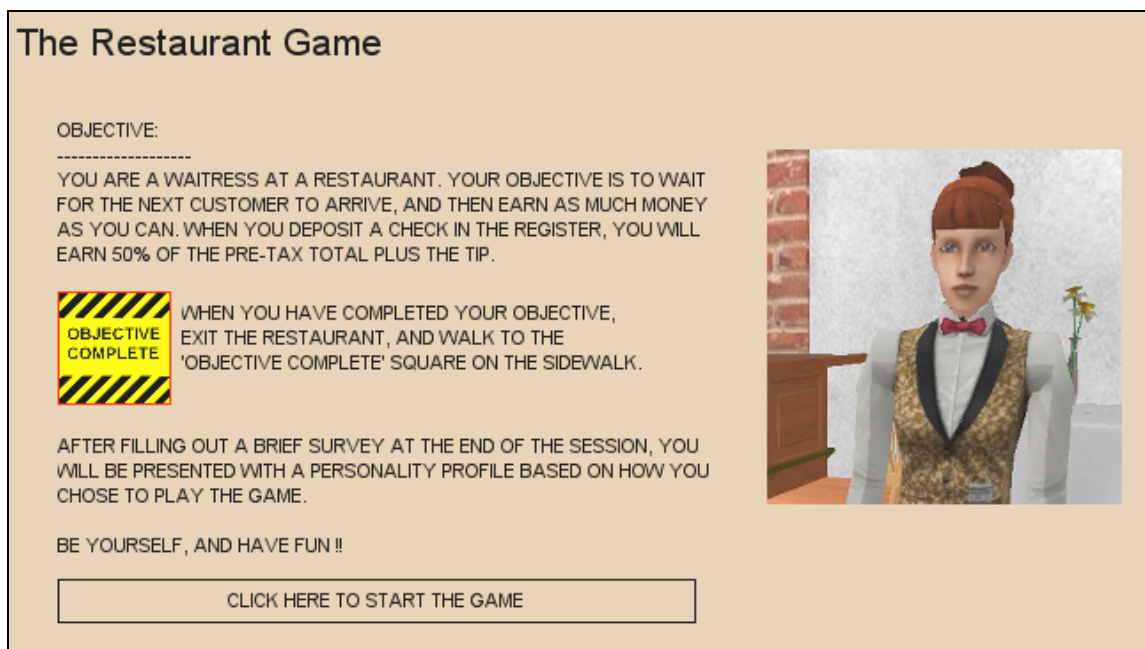 The Restaurant Game
OBJECTIVE:
-------------------
YOU ARE A WAITRESS AT A RESTAURANT. YOUR OBJECTIVE IS TO WAIT
FOR THE NEXT CUSTOMER TO ARRIVE, AND THEN EARN AS MUCH MONEY
AS YOU CAN. WHEN YOU DEPOSIT A CHECK IN THE REGISTER, YOU WILL
EARN 50% OF THE PRE-TAX TOTAL PLUS THE TIP.
OBJECTIVE
COMPLETE
WHEN YOU HAVE COMPLETED YOUR OBJECTIVE,
EXIT THE RESTAURANT, AND WALK TO THE
'OBJECTIVE COMPLETE' SQUARE ON THE SIDEWALK.
AFTER FILLING OUT A BRIEF SURVEY AT THE END OF THE SESSION, YOU
WILL BE PRESENTED WITH A PERSONALITY PROFILE BASED ON HOW YOU
CHOSE TO PLAY THE GAME.
BE YOURSELF, AND HAVE FUN !!
CLICK HERE TO START THE GAME